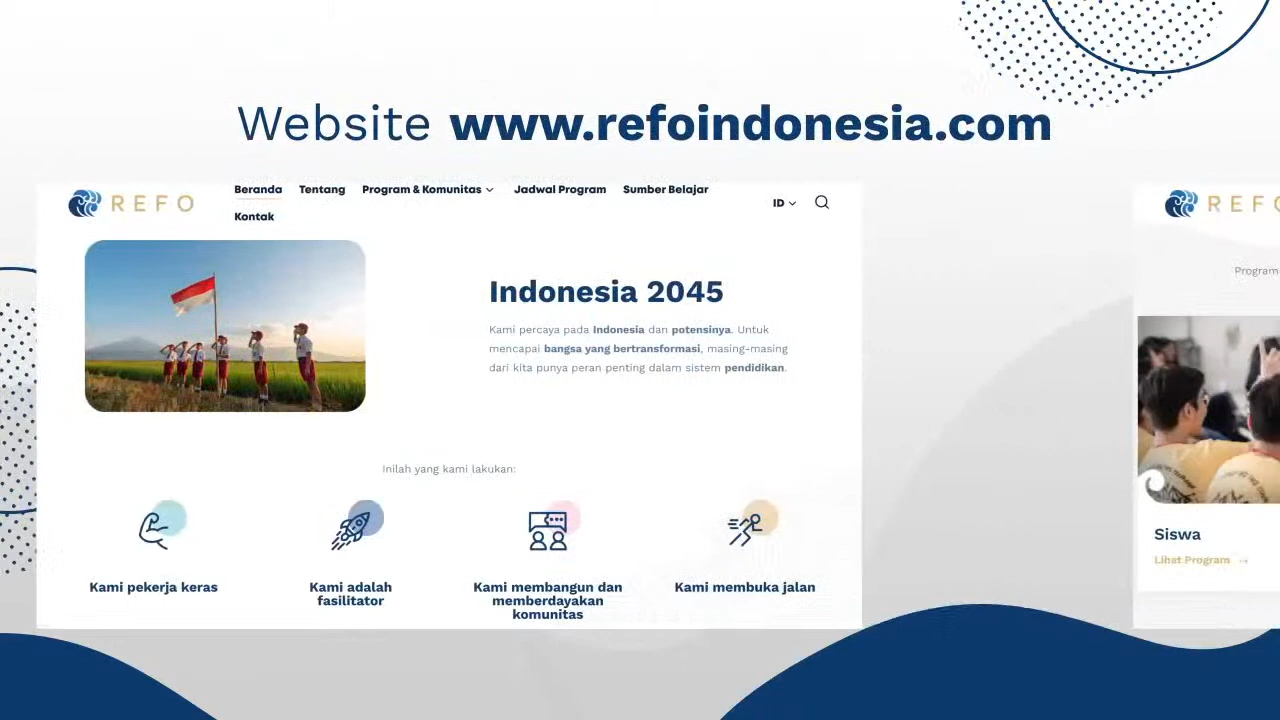 Website www.refoindonesia.com
REFO
Beranda Tentang Program & Komunitas Jadwal Program Sumber Belajar
Kontak
ID
Indonesia 2045
Kami percaya pada Indonesia dan potensinya. Untuk
mencapai bangsa yang bertransformasi, masing-masing
dari kita punya peran penting dalam sistem pendidikan.
Inilah yang kami lakukan:
Kami pekerja keras
Kami adalah
fasilitator
Kami membangun dan
memberdayakan
komunitas
Kami membuka jalan
REF
Program
Siswa
Lihat Program →